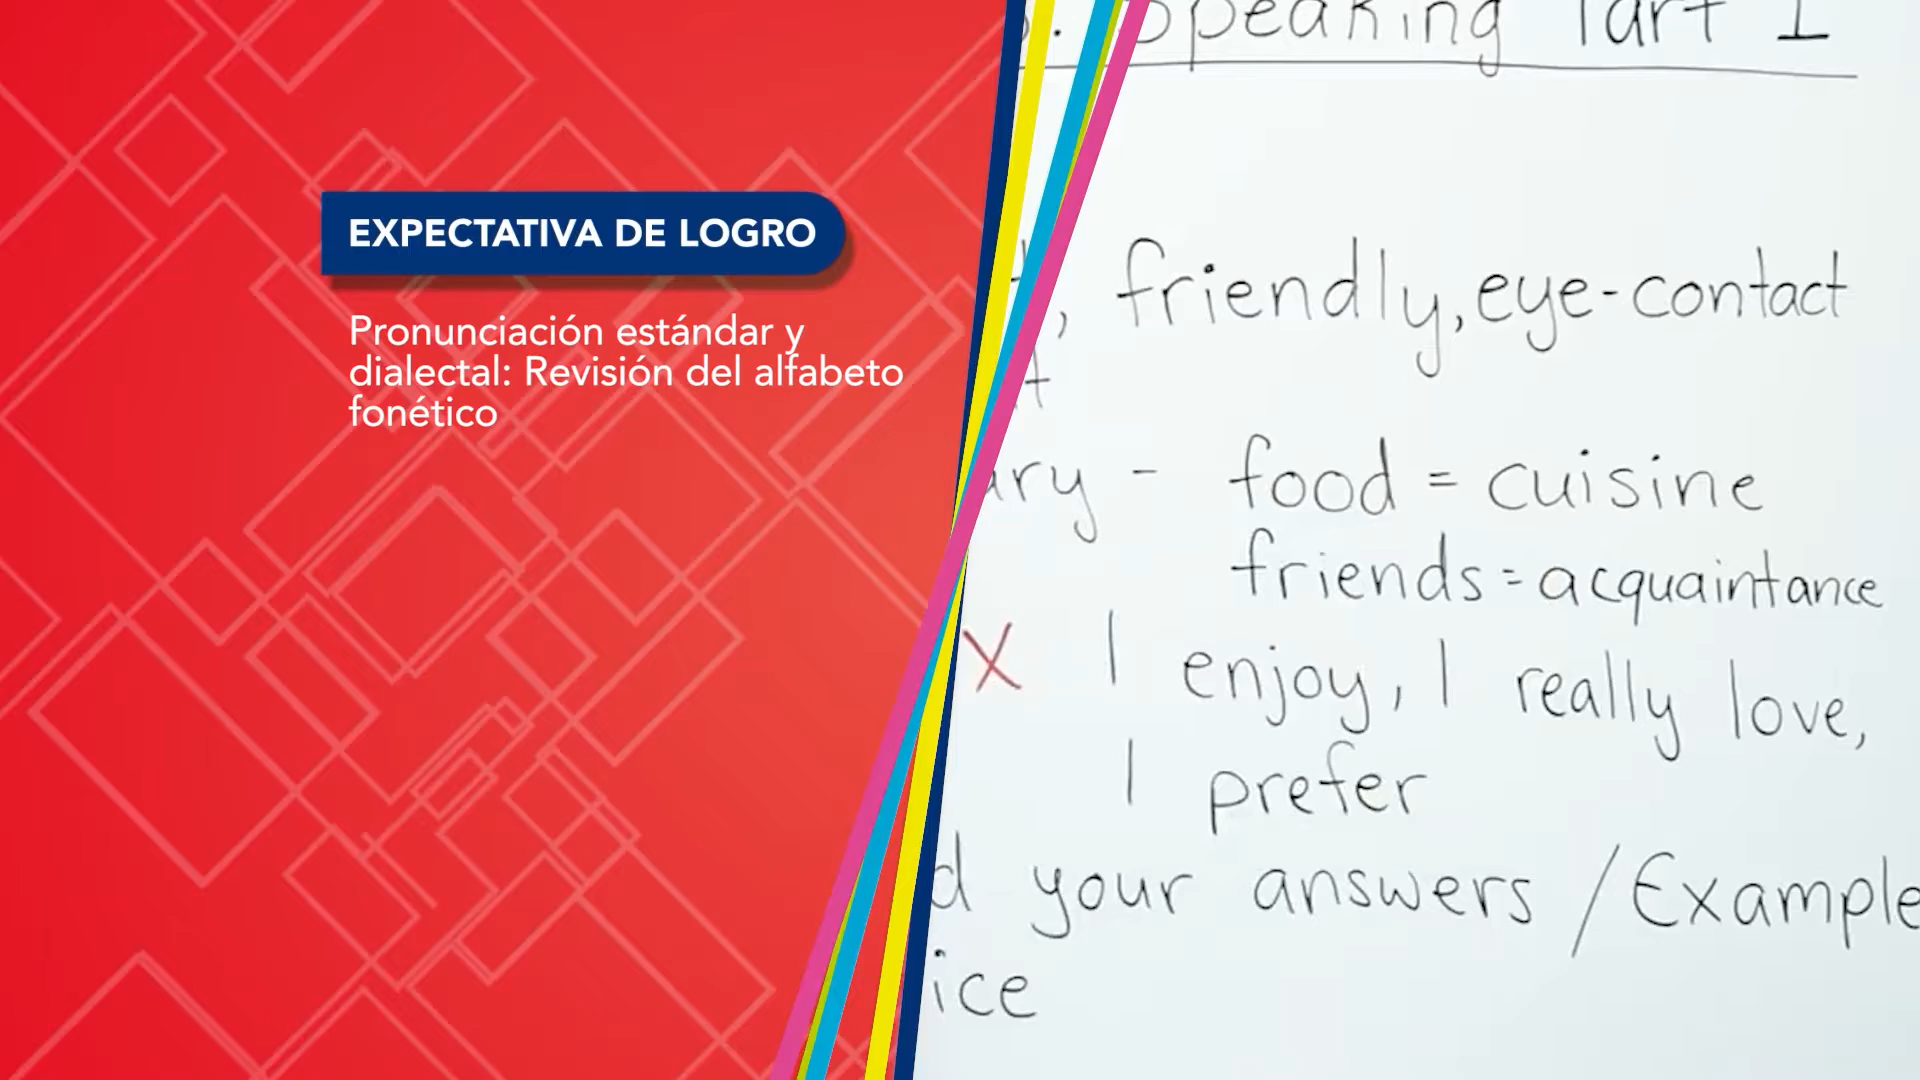 EXPECTATIVA DE LOGRO
Pronunciación estándar y
dialectal: Revisión del alfabeto
fonético
Speaking Part 1
, friendly, eye-contact
- food = cuisine
friends = acquaintance
X I enjoy, I really love,
I prefer
your answers / Example